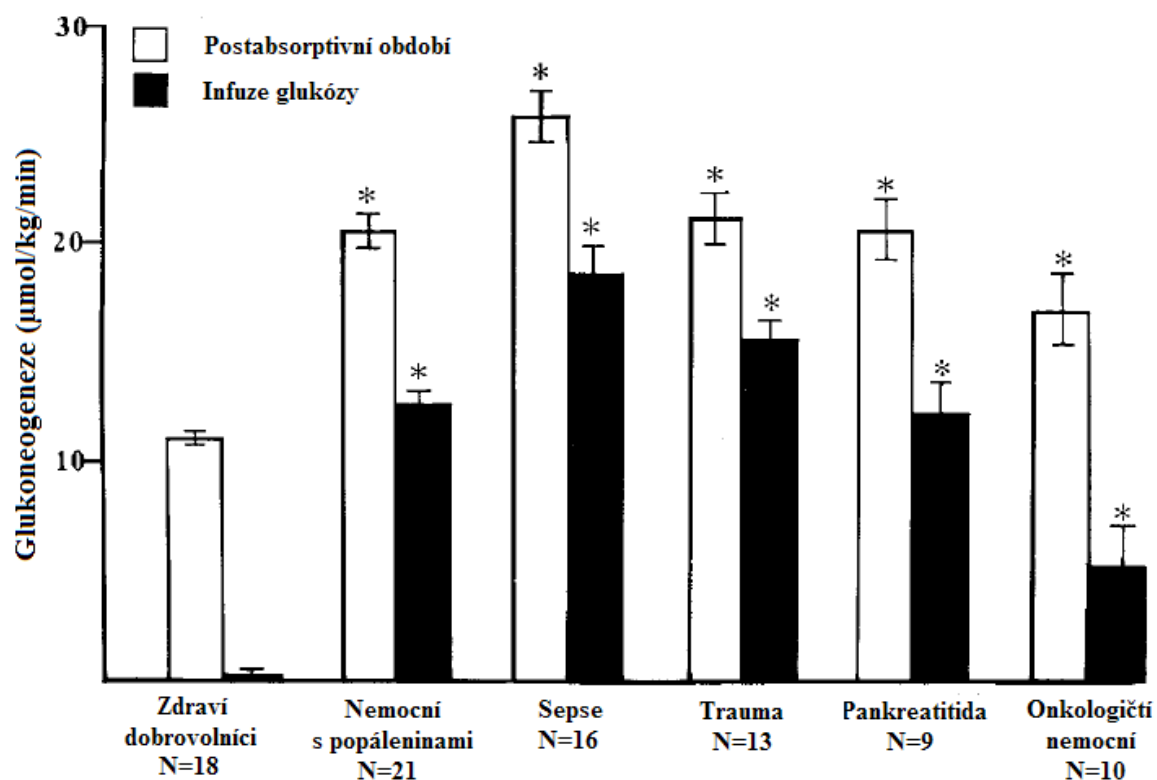 30
Postabsorptivní období
Infuze glukózy
*
*
*
*
*
*
*
*
*
*
20
10
Glukoneogeneze (μmol/kg/min)
Zdraví
dobrovolníci
N=18
Nemocní
s popáleninami
N=21
Sepse
N=16
Trauma
N=13
Pankreatitida
N=9
Onkologičtí
nemocní
N=10